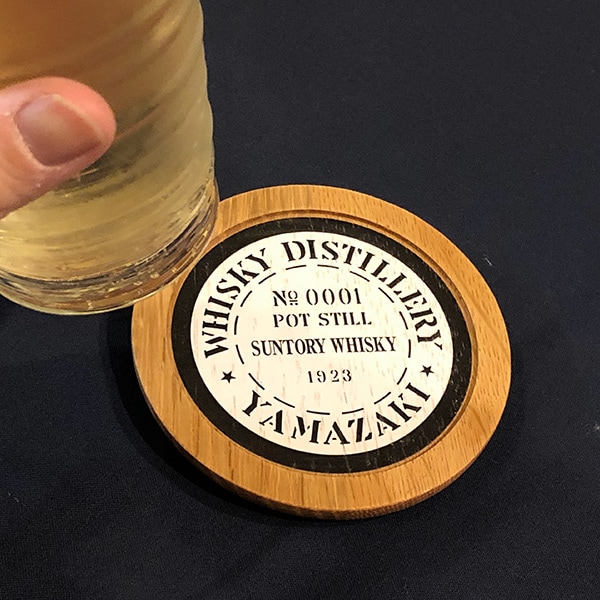 WHISKY DISTILLERY
Nº 0001
POT STILL
SUNTORY WHISKY
1923
★ YAMAZAKI ★